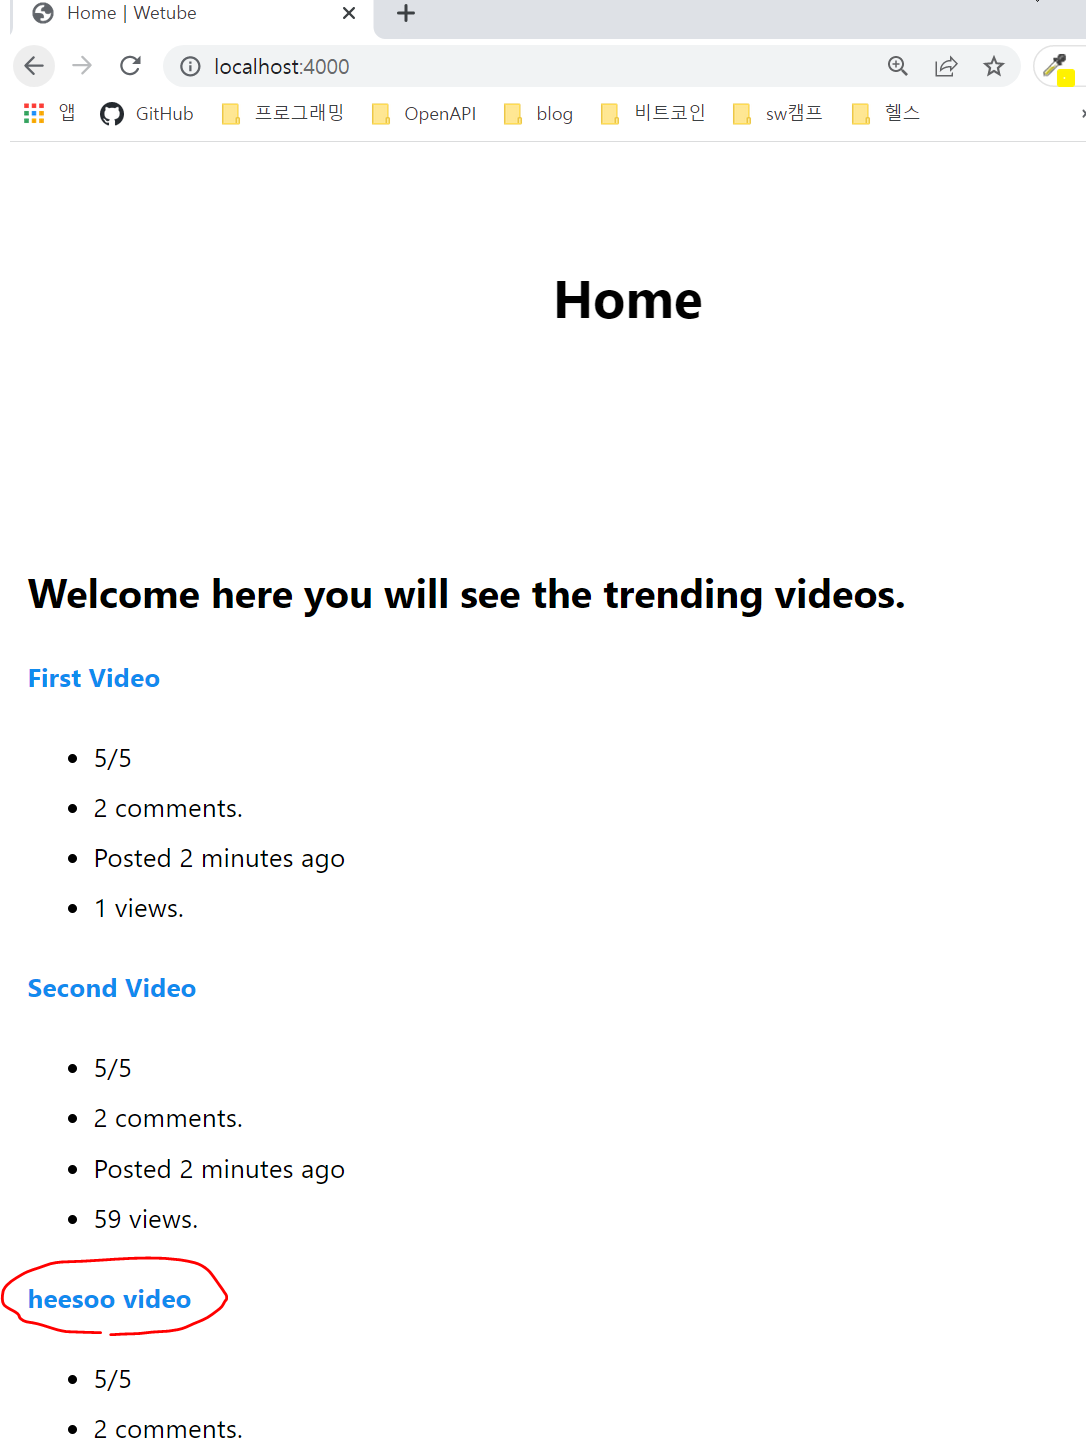 Home | Wetube
localhost:4000
앱 GitHub 프로그래밍 OpenAPI blog 비트코인 sw캠프 헬스
Home
Welcome here you will see the trending videos.
First Video
5/5
2 comments.
Posted 2 minutes ago
1 views.
Second Video
5/5
2 comments.
Posted 2 minutes ago
59 views.
heesoo video
5/5
2 comments.